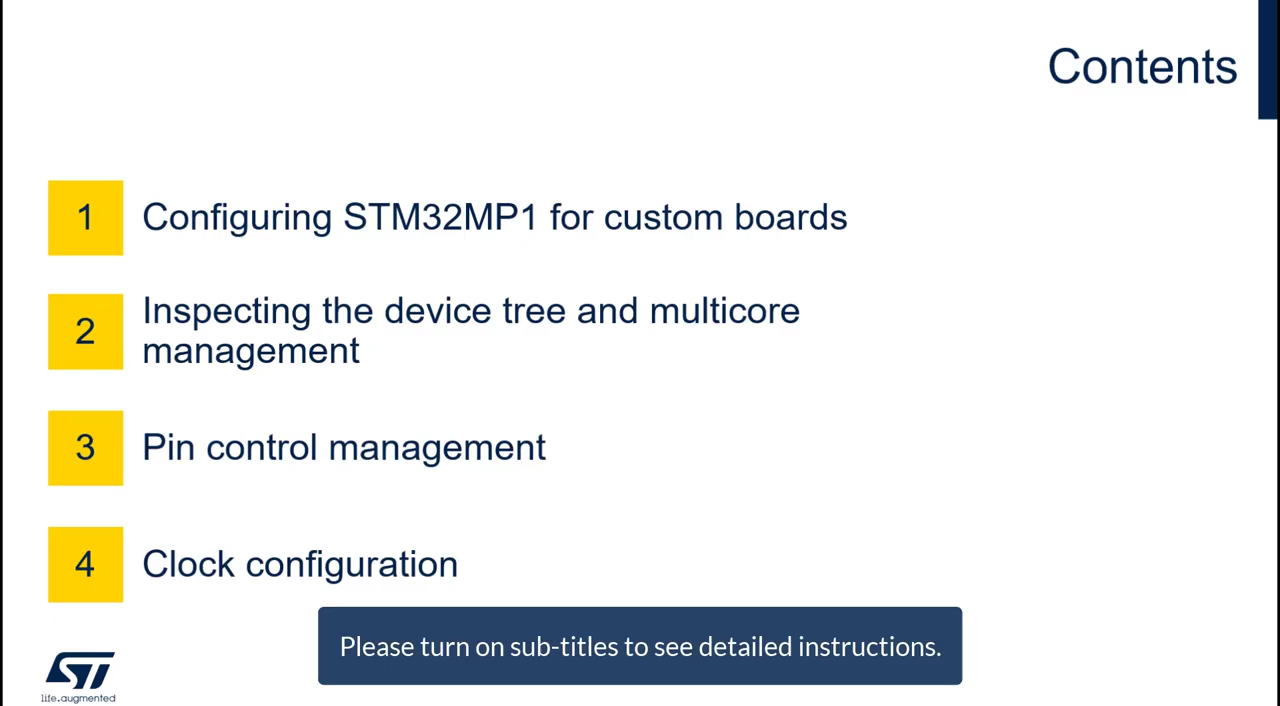 Contents
1 Configuring STM32MP1 for custom boards
2 Inspecting the device tree and multicore
management
3 Pin control management
4 Clock configuration
Please turn on sub-titles to see detailed instructions.
ST
life.augmented